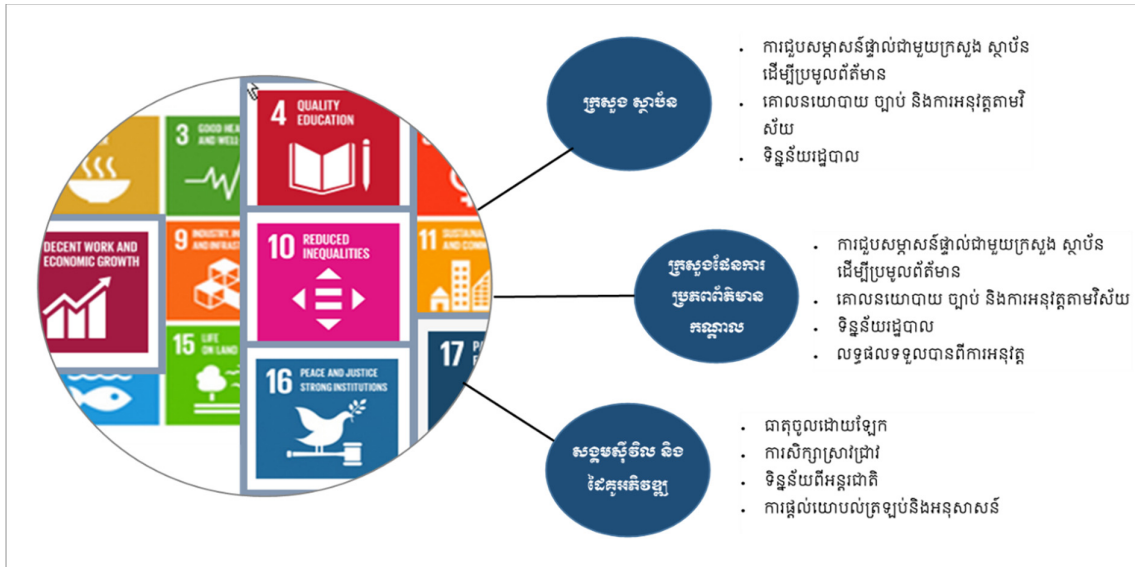 4 QUALITY
EDUCATION
3 GOOD HEA
AND WELL
DECENT WORK AND
ECONOMIC GROWTH
9 INDUSTRY, IN
AND INFRAST
10 REDUCED
INEQUALITIES
11 SUSTAINA
AND COMM
15 LIFE
ON LAND
16 PEACE AND JUSTICE
STRONG INSTITUTIONS
17 PA
ក្រសួង ស្ថាប័ន
• ការជួបសម្ភាសន៍ផ្ទាល់ជាមួយក្រសួង ស្ថាប័ន
ដើម្បីប្រមូលព័ត៌មាន
• គោលនយោបាយ ច្បាប់ និងការអនុវត្តតាមវិ
ស័យ
• ទិន្នន័យរដ្ឋបាល
ក្រសួងផែនការ
ប្រភពព័ត៌មាន
កណ្តាល
• ការជួបសម្ភាសន៍ផ្ទាល់ជាមួយក្រសួង ស្ថាប័ន
ដើម្បីប្រមូលព័ត៌មាន
• គោលនយោបាយ ច្បាប់ និងការអនុវត្តតាមវិស័យ
• ទិន្នន័យរដ្ឋបាល
• លទ្ធផលទទួលបានពីការអនុវត្ត
សង្គមស៊ីវិល និង
ដៃគូអភិវឌ្ឍ
• ធាតុចូលដោយឡែក
• ការសិក្សាស្រាវជ្រាវ
• ទិន្នន័យពីអន្តរជាតិ
• ការផ្តល់យោបល់ត្រឡប់និងអនុសាសន៍